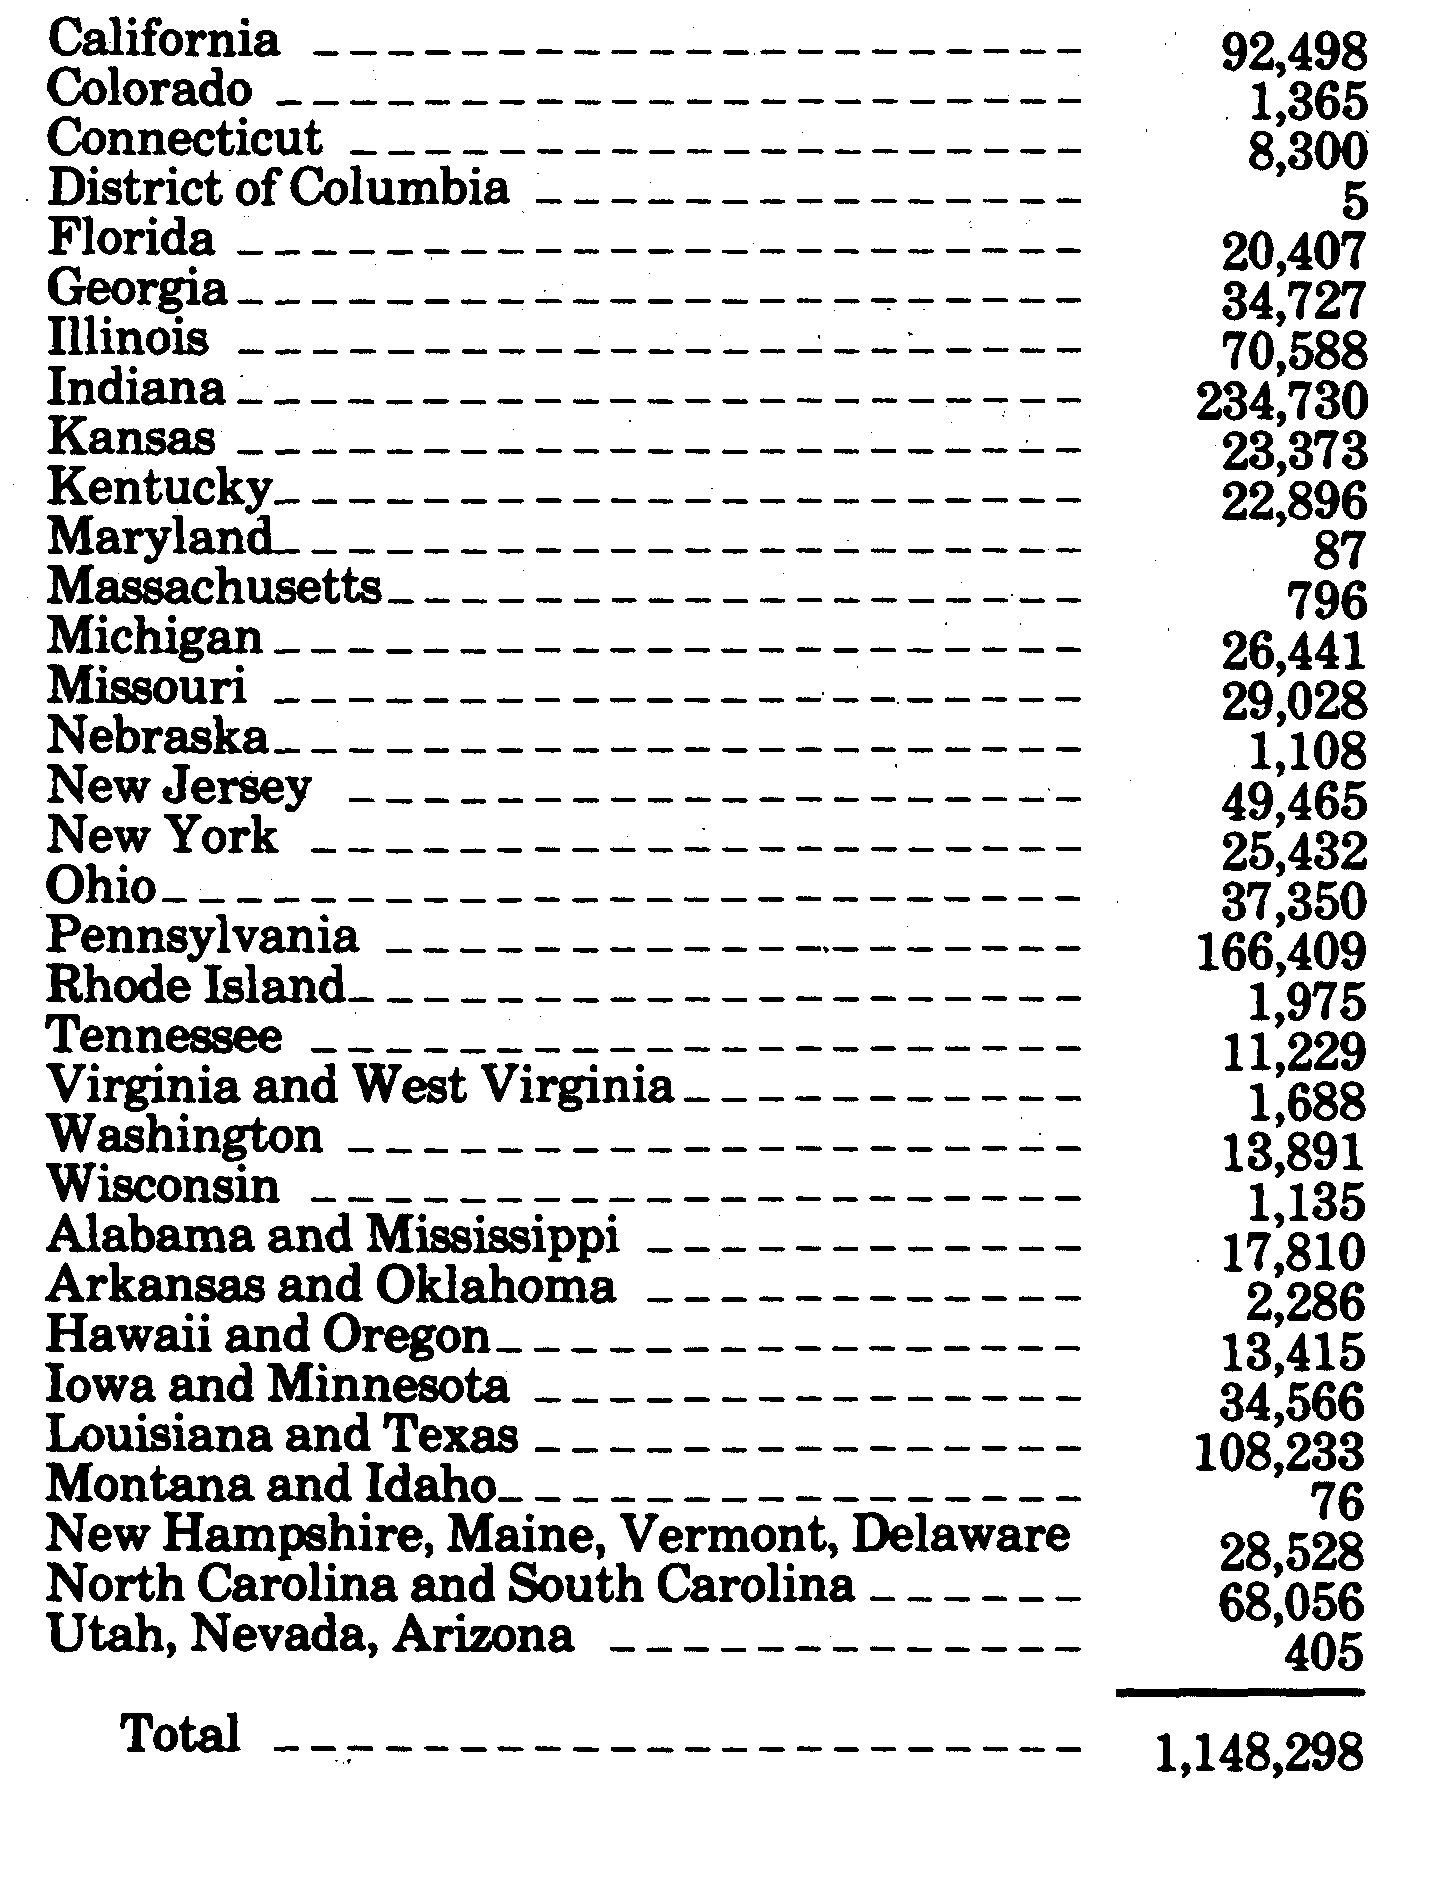 California 92,498
Colorado 1,365
Connecticut 8,300
District of Columbia 5
Florida 20,407
Georgia 34,727
Illinois 70,588
Indiana 234,730
Kansas 23,373
Kentucky 22,896
Maryland 87
Massachusetts 796
Michigan 26,441
Missouri 29,028
Nebraska 1,108
New Jersey 49,465
New York 25,432
Ohio 37,350
Pennsylvania 166,409
Rhode Island 1,975
Tennessee 11,229
Virginia and West Virginia 1,688
Washington 13,891
Wisconsin 1,135
Alabama and Mississippi 17,810
Arkansas and Oklahoma 2,286
Hawaii and Oregon 13,415
Iowa and Minnesota 34,566
Louisiana and Texas 108,233
Montana and Idaho 76
New Hampshire, Maine, Vermont, Delaware 28,528
North Carolina and South Carolina 68,056
Utah, Nevada, Arizona 405
Total 1,148,298